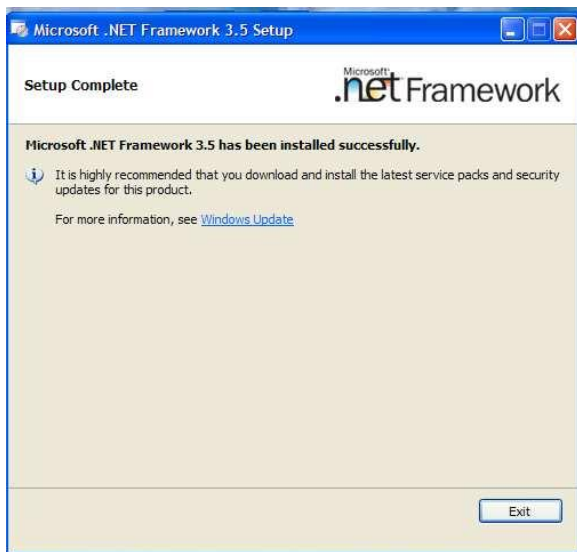 Microsoft .NET Framework 3.5 Setup
Setup Complete
Microsoft
.net Framework
Microsoft .NET Framework 3.5 has been installed successfully.
It is highly recommended that you download and install the latest service packs and security
updates for this product.
For more information, see Windows Update
Exit